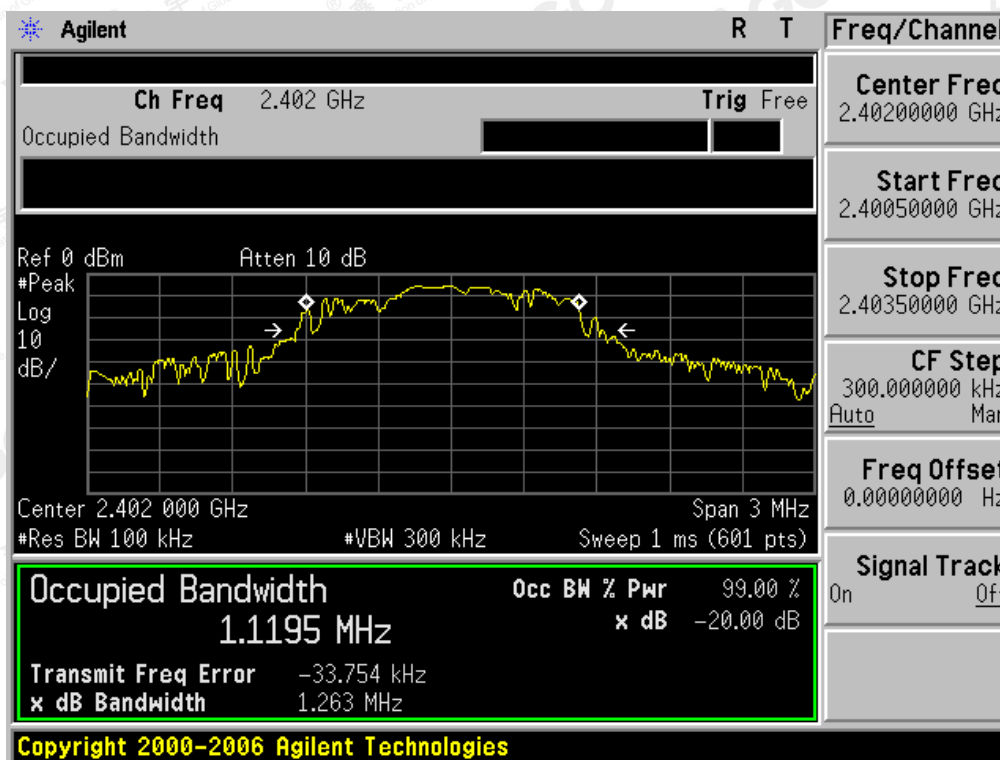 Agilent R T
Freq/Channel
Ch Freq 2.402 GHz Trig Free
Occupied Bandwidth
Center Freq
2.40200000 GHz
Start Freq
2.40050000 GHz
Stop Freq
2.40350000 GHz
CF Step
300.000000 kHz
Auto Man
Freq Offset
0.00000000 Hz
Signal Track
On Off
Ref 0 dBm Atten 10 dB
#Peak
Log
10
dB/
Center 2.402 000 GHz Span 3 MHz
#Res BW 100 kHz #VBW 300 kHz Sweep 1 ms (601 pts)
Occupied Bandwidth
1.1195 MHz
Occ BW % Pwr 99.00 %
x dB -20.00 dB
Transmit Freq Error -33.754 kHz
x dB Bandwidth 1.263 MHz
Copyright 2000-2006 Agilent Technologies